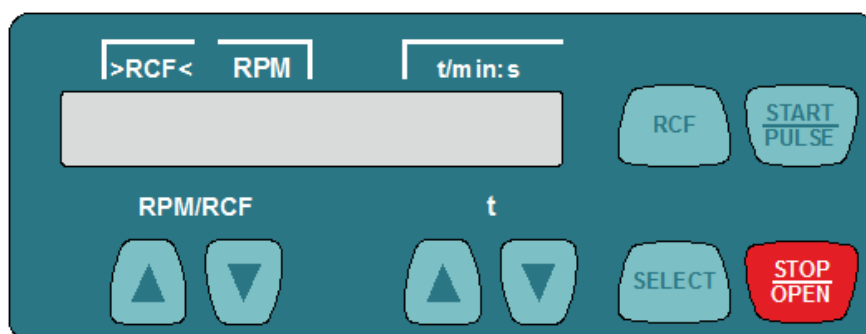 >RCF< RPM t/min:s
RCF
START
PULSE
RPM/RCF t
SELECT
STOP
OPEN